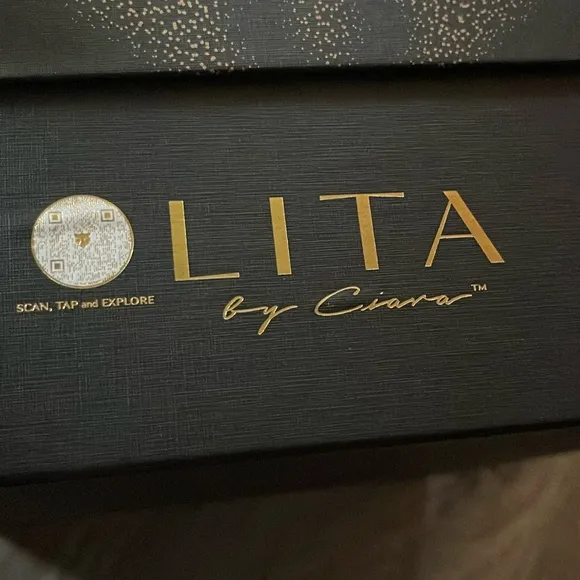 LITA
by Ciara™
SCAN, TAP and EXPLORE